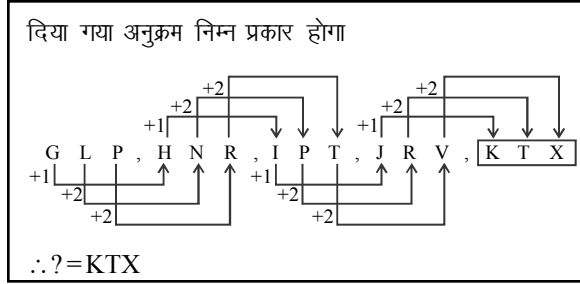 दिया गया अनुक्रम निम्न प्रकार होगा
+2 +2
+2 +2
+1 +1
G L P , H N R , I P T , J R V , K T X
+1 +1
+2 +2
+2 +2
∴ ? = KTX